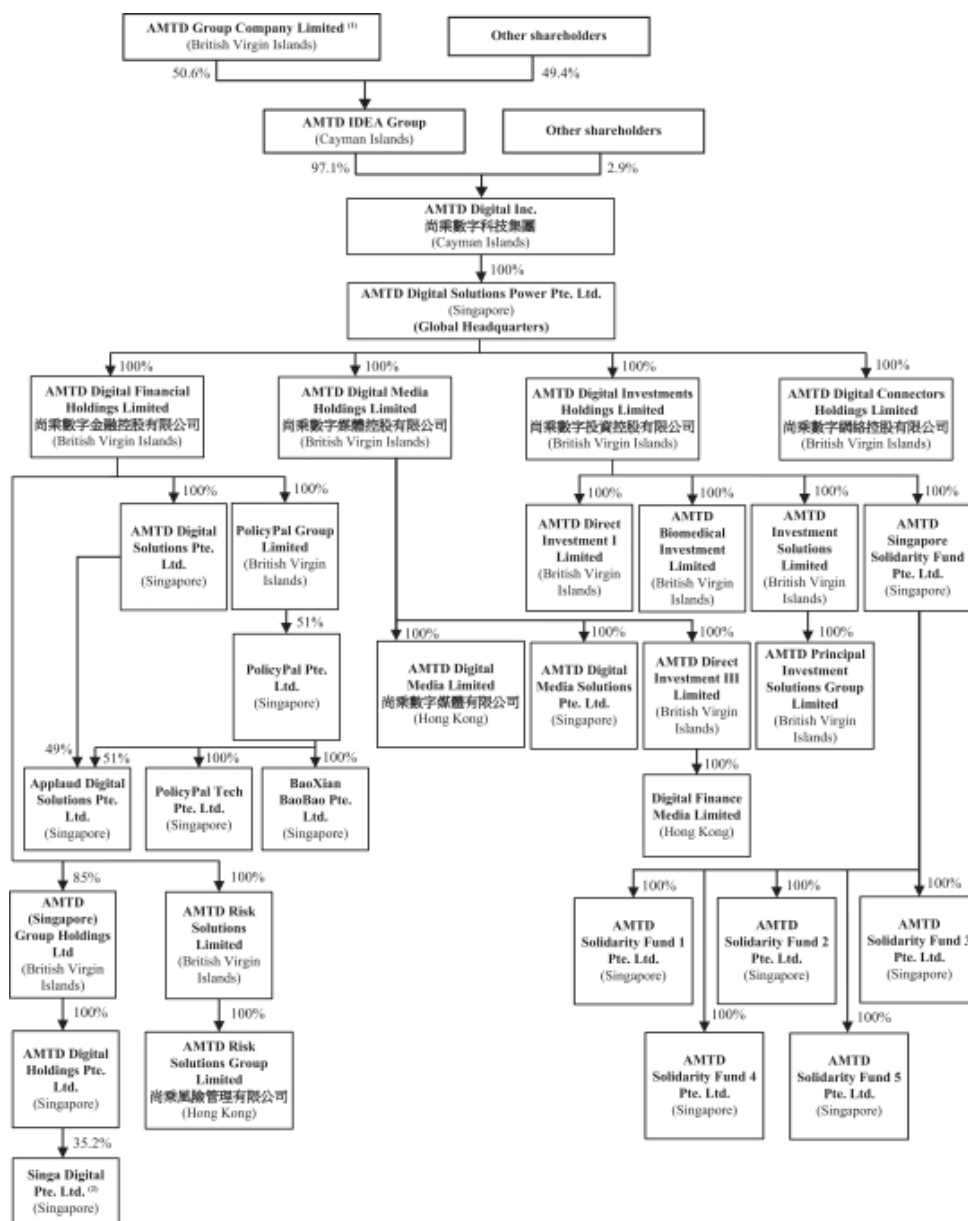 AMTD Group Company Limited (1)
(British Virgin Islands)
Other shareholders
50.6%
49.4%
AMTD IDEA Group
(Cayman Islands)
Other shareholders
97.1%
2.9%
AMTD Digital Inc.
尚乘數字科技集團
(Cayman Islands)
100%
AMTD Digital Solutions Power Pte. Ltd.
(Singapore)
(Global Headquarters)
100%
100%
100%
100%
AMTD Digital Financial
Holdings Limited
尚乘數字金融控股有限公司
(British Virgin Islands)
AMTD Digital Media
Holdings Limited
尚乘數字媒體控股有限公司
(British Virgin Islands)
AMTD Digital Investments
Holdings Limited
尚乘數字投資控股有限公司
(British Virgin Islands)
AMTD Digital Connectors
Holdings Limited
尚乘數字網絡控股有限公司
(British Virgin Islands)
100%
100%
100%
100%
100%
100%
AMTD Digital
Solutions Pte.
Ltd.
(Singapore)
PolicyPal Group
Limited
(British Virgin
Islands)
AMTD Direct
Investment I
Limited
(British Virgin
Islands)
AMTD
Biomedical
Investment
Limited
(British Virgin
Islands)
AMTD
Investment
Solutions
Limited
(British Virgin
Islands)
AMTD
Singapore
Solidarity Fund
Pte. Ltd.
(Singapore)
51%
100%
100%
100%
100%
PolicyPal Pte.
Ltd.
(Singapore)
AMTD Digital
Media Limited
尚乘數字媒體有限公司
(Hong Kong)
AMTD Digital
Media Solutions
Pte. Ltd.
(Singapore)
AMTD Direct
Investment III
Limited
(British Virgin
Islands)
AMTD Principal
Investment
Solutions Group
Limited
(British Virgin
Islands)
49%
51%
100%
100%
100%
Applaud Digital
Solutions Pte.
Ltd.
(Singapore)
PolicyPal Tech
Pte. Ltd.
(Singapore)
BaoXian
BaoBao Pte.
Ltd.
(Singapore)
Digital Finance
Media Limited
(Hong Kong)
85%
100%
100%
100%
100%
AMTD
(Singapore)
Group Holdings
Ltd
(British Virgin
Islands)
AMTD Risk
Solutions
Limited
(British Virgin
Islands)
AMTD
Solidarity Fund 1
Pte. Ltd.
(Singapore)
AMTD
Solidarity Fund 2
Pte. Ltd.
(Singapore)
AMTD
Solidarity Fund 3
Pte. Ltd.
(Singapore)
100%
100%
100%
100%
AMTD Digital
Holdings Pte.
Ltd.
(Singapore)
AMTD Risk
Solutions Group
Limited
尚乘風險管理有限公司
(Hong Kong)
AMTD
Solidarity Fund 4
Pte. Ltd.
(Singapore)
AMTD
Solidarity Fund 5
Pte. Ltd.
(Singapore)
35.2%
Singa Digital
Pte. Ltd. (2)
(Singapore)